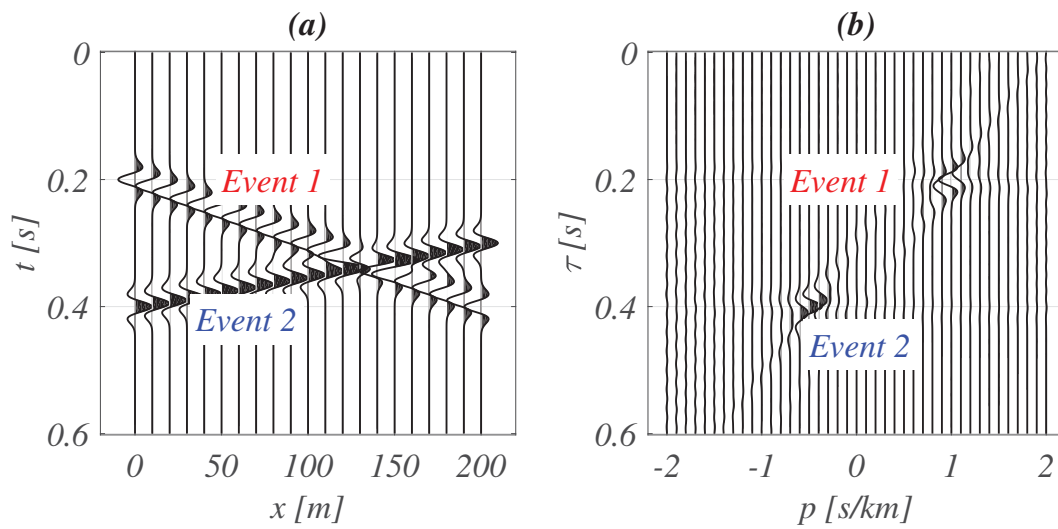 (a)
0
0.2
0.4
0.6
t [s]
Event 1
Event 2
0 50 100 150 200
x [m]
(b)
0
0.2
0.4
0.6
τ [s]
Event 1
Event 2
-2 -1 0 1 2
p [s/km]